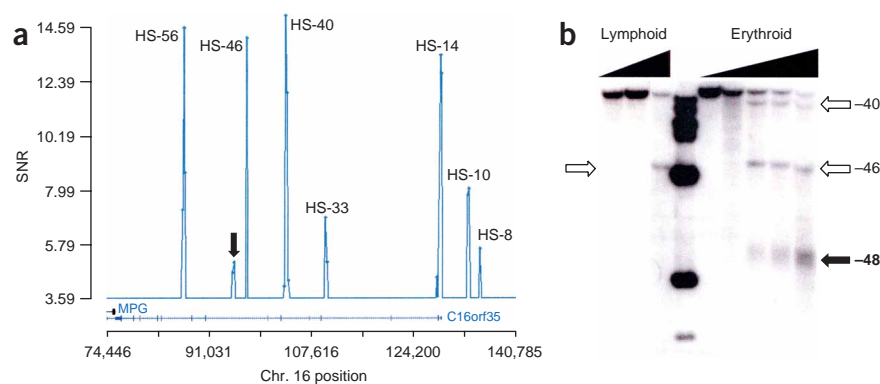 a
SNR
14.59
12.39
10.19
7.99
5.79
3.59
HS-56
HS-46
HS-40
HS-33
HS-14
HS-10
HS-8
MPG
C16orf35
74,446
91,031
107,616
124,200
140,785
Chr. 16 position
b
Lymphoid
Erythroid
–40
–46
–48